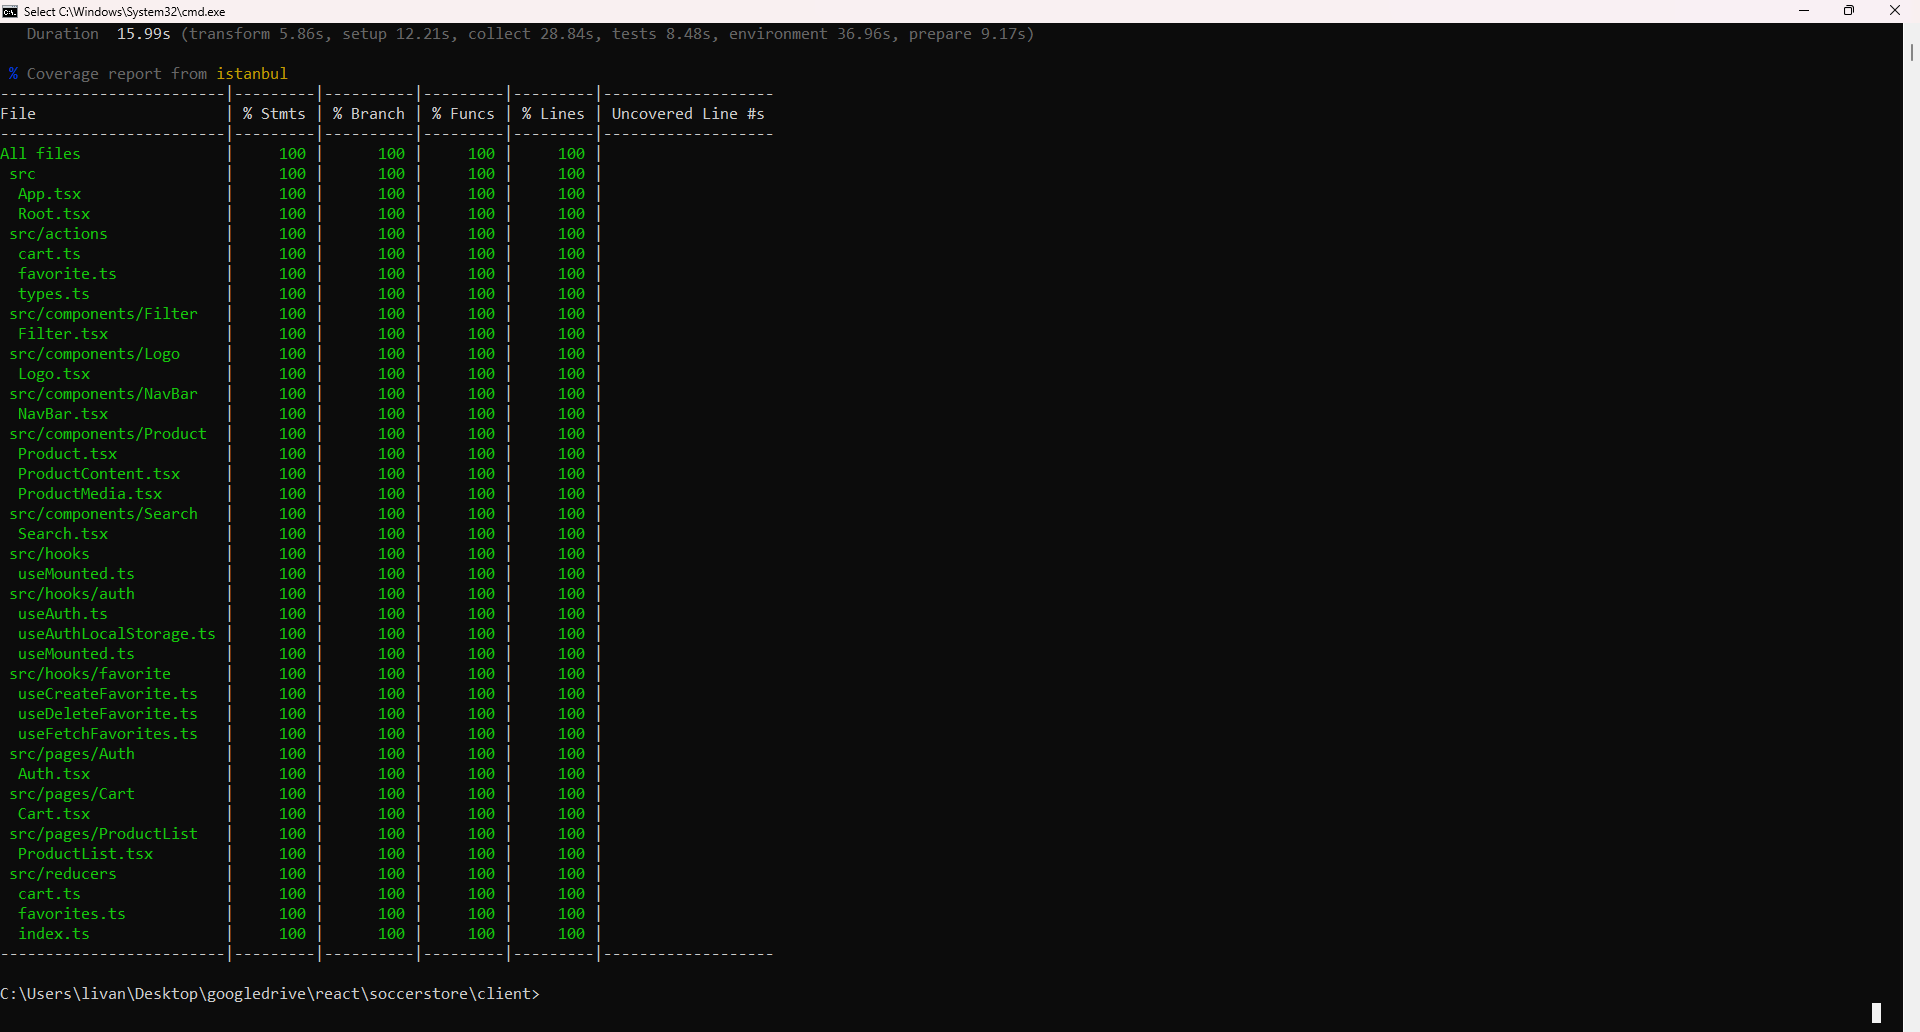 Select C:\Windows\System32\cmd.exe
Duration  15.99s (transform 5.86s, setup 12.21s, collect 28.84s, tests 8.48s, environment 36.96s, prepare 9.17s)
% Coverage report from istanbul
-------------------------|---------|----------|---------|---------|-------------------
File                     | % Stmts | % Branch | % Funcs | % Lines | Uncovered Line #s
-------------------------|---------|----------|---------|---------|-------------------
All files                |     100 |      100 |     100 |     100 |
 src                     |     100 |      100 |     100 |     100 |
  App.tsx                |     100 |      100 |     100 |     100 |
  Root.tsx               |     100 |      100 |     100 |     100 |
 src/actions             |     100 |      100 |     100 |     100 |
  cart.ts                |     100 |      100 |     100 |     100 |
  favorite.ts            |     100 |      100 |     100 |     100 |
  types.ts               |     100 |      100 |     100 |     100 |
 src/components/Filter   |     100 |      100 |     100 |     100 |
  Filter.tsx             |     100 |      100 |     100 |     100 |
 src/components/Logo     |     100 |      100 |     100 |     100 |
  Logo.tsx               |     100 |      100 |     100 |     100 |
 src/components/NavBar   |     100 |      100 |     100 |     100 |
  NavBar.tsx             |     100 |      100 |     100 |     100 |
 src/components/Product  |     100 |      100 |     100 |     100 |
  Product.tsx            |     100 |      100 |     100 |     100 |
  ProductContent.tsx     |     100 |      100 |     100 |     100 |
  ProductMedia.tsx       |     100 |      100 |     100 |     100 |
 src/components/Search   |     100 |      100 |     100 |     100 |
  Search.tsx             |     100 |      100 |     100 |     100 |
 src/hooks               |     100 |      100 |     100 |     100 |
  useMounted.ts          |     100 |      100 |     100 |     100 |
 src/hooks/auth          |     100 |      100 |     100 |     100 |
  useAuth.ts             |     100 |      100 |     100 |     100 |
  useAuthLocalStorage.ts |     100 |      100 |     100 |     100 |
  useMounted.ts          |     100 |      100 |     100 |     100 |
 src/hooks/favorite      |     100 |      100 |     100 |     100 |
  useCreateFavorite.ts   |     100 |      100 |     100 |     100 |
  useDeleteFavorite.ts   |     100 |      100 |     100 |     100 |
  useFetchFavorites.ts   |     100 |      100 |     100 |     100 |
 src/pages/Auth          |     100 |      100 |     100 |     100 |
  Auth.tsx               |     100 |      100 |     100 |     100 |
 src/pages/Cart          |     100 |      100 |     100 |     100 |
  Cart.tsx               |     100 |      100 |     100 |     100 |
 src/pages/ProductList   |     100 |      100 |     100 |     100 |
  ProductList.tsx        |     100 |      100 |     100 |     100 |
 src/reducers            |     100 |      100 |     100 |     100 |
  cart.ts                |     100 |      100 |     100 |     100 |
  favorites.ts           |     100 |      100 |     100 |     100 |
  index.ts               |     100 |      100 |     100 |     100 |
-------------------------|---------|----------|---------|---------|-------------------
C:\Users\livan\Desktop\googledrive\react\soccerstore\client>